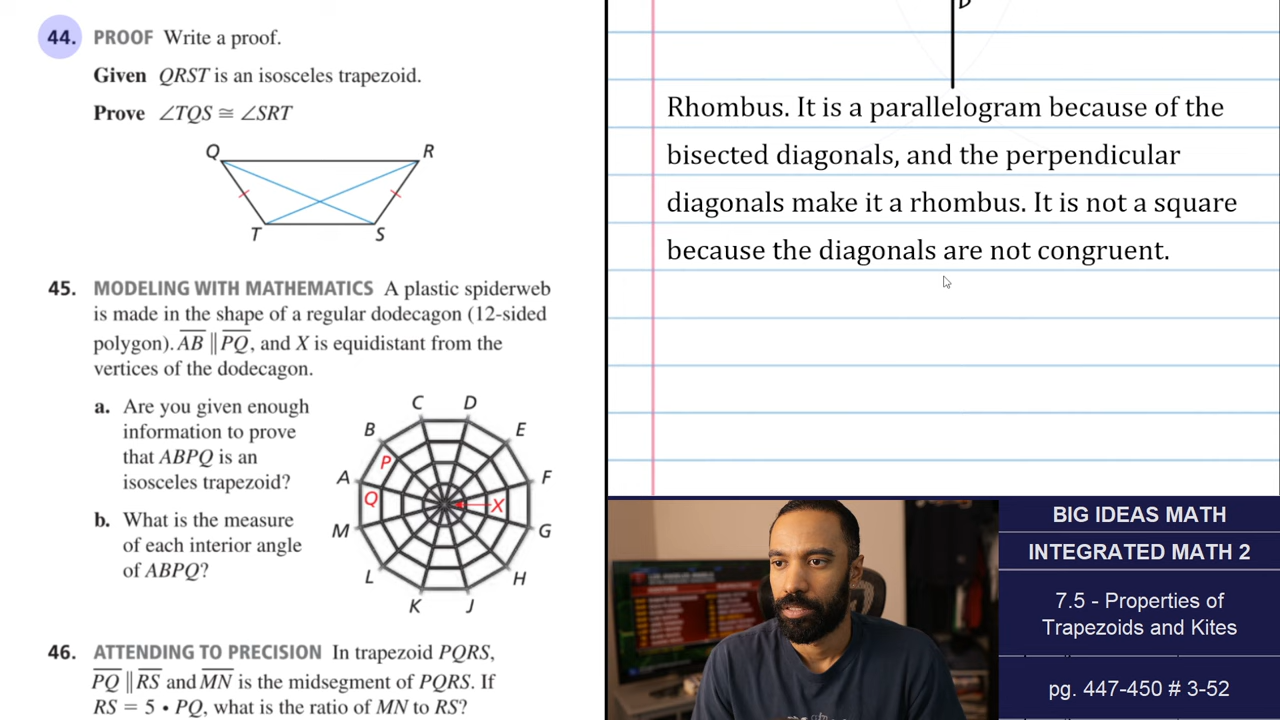 44. PROOF Write a proof.
Given QRST is an isosceles trapezoid.
Prove ∠TQS ≅ ∠SRT
Q
R
T
S
45. MODELING WITH MATHEMATICS A plastic spiderweb
is made in the shape of a regular dodecagon (12-sided
polygon). A̅B̅ ∥ P̅Q̅, and X is equidistant from the
vertices of the dodecagon.
a. Are you given enough
information to prove
that ABPQ is an
isosceles trapezoid?
b. What is the measure
of each interior angle
of ABPQ?
C
D
B
E
P
A
F
Q
X
M
G
L
H
K
J
46. ATTENDING TO PRECISION In trapezoid PQRS,
P̅Q̅ ∥ R̅S̅ and M̅N̅ is the midsegment of PQRS. If
RS = 5 • PQ, what is the ratio of MN to RS?
Rhombus. It is a parallelogram because of the
bisected diagonals, and the perpendicular
diagonals make it a rhombus. It is not a square
because the diagonals are not congruent.
BIG IDEAS MATH
INTEGRATED MATH 2
7.5 - Properties of
Trapezoids and Kites
pg. 447-450 # 3-52